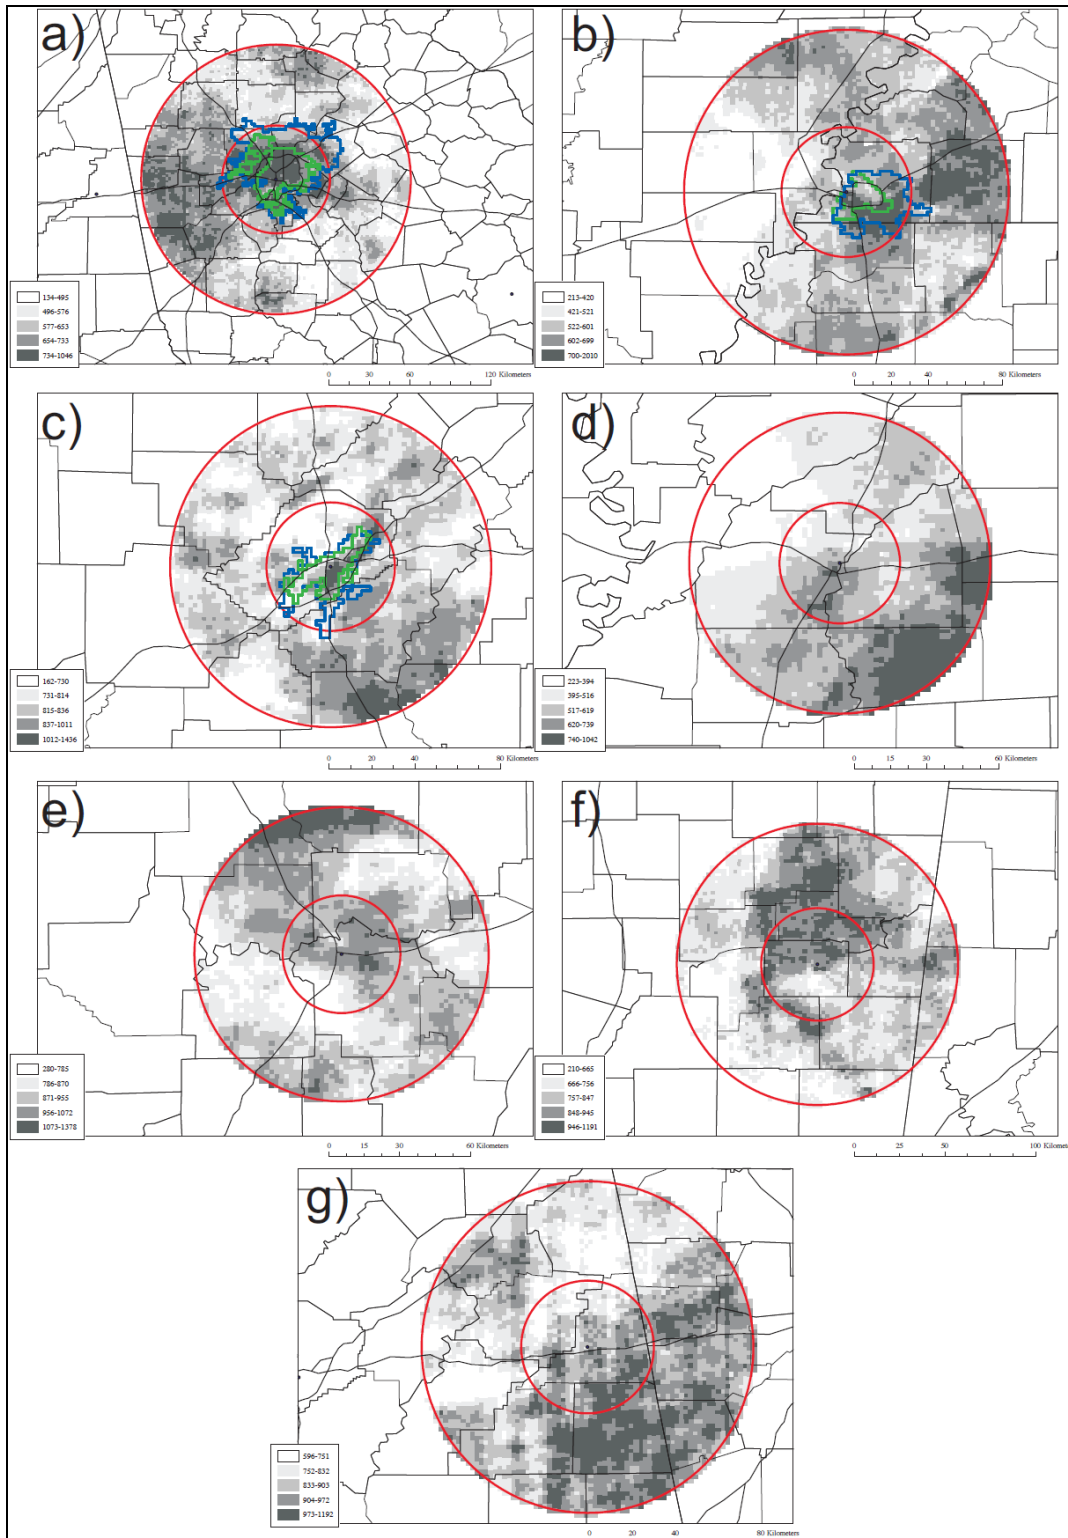 a)
134-495
496-576
577-653
654-733
734-1046
0 30 60 120 Kilometers
b)
213-420
421-521
522-601
602-699
700-2010
0 20 40 80 Kilometers
c)
162-730
731-814
815-836
837-1011
1012-1436
0 20 40 80 Kilometers
d)
223-394
395-516
517-619
620-739
740-1042
0 15 30 60 Kilometers
e)
280-785
786-870
871-955
956-1072
1073-1378
0 15 30 60 Kilometers
f)
210-665
666-756
757-847
848-945
946-1191
0 25 50 100 Kilomet
g)
596-751
752-832
833-903
904-972
973-1192
0 20 40 80 Kilometers